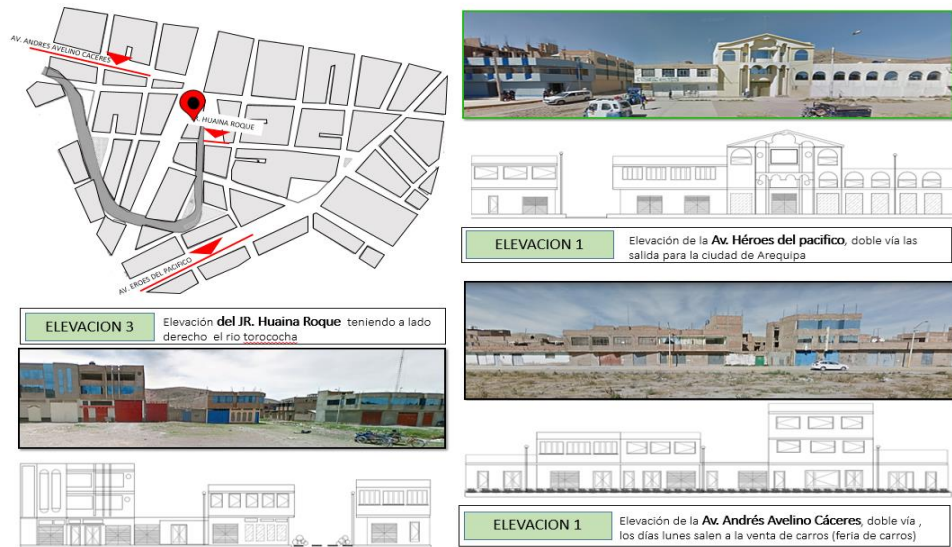 AV. ANDRES AVELINO CACERES
R. HUAINA ROQUE
AV. EROES DEL PACIFICO
ELEVACION 3
Elevación del JR. Huaina Roque teniendo a lado
derecho el rio torococha
ELEVACION 1
Elevación de la Av. Héroes del pacifico, doble vía las
salida para la ciudad de Arequipa
ELEVACION 1
Elevación de la Av. Andrés Avelino Cáceres, doble vía ,
los días lunes salen a la venta de carros (feria de carros)